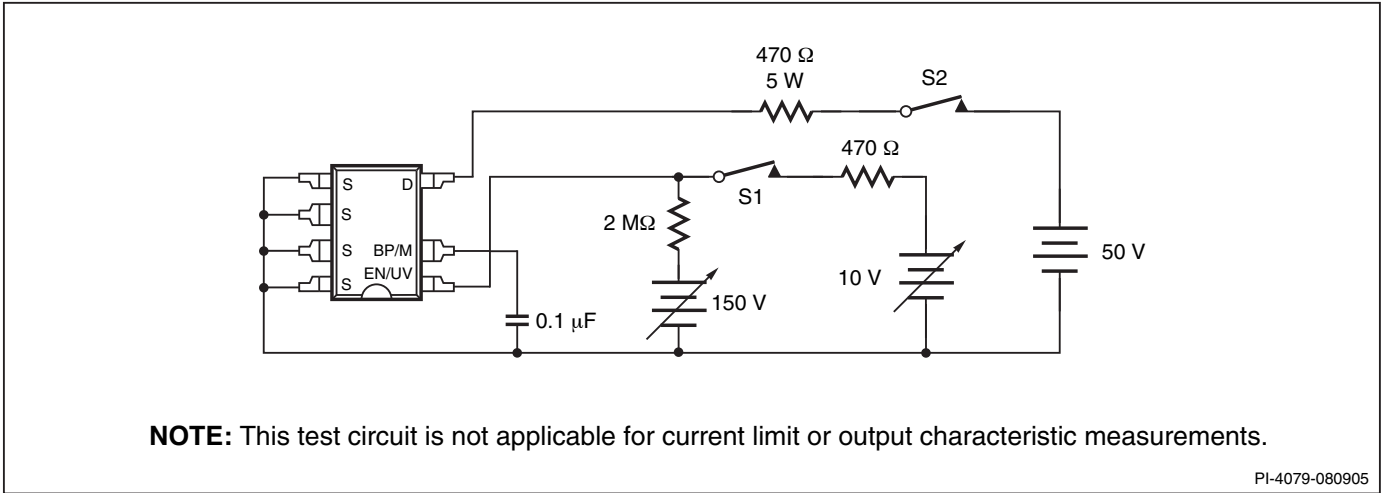 470 Ω
5 W
S2
470 Ω
S1
S D
S
2 MΩ
S BP/M
EN/UV
S
10 V
50 V
150 V
0.1 µF
NOTE: This test circuit is not applicable for current limit or output characteristic measurements.
PI-4079-080905